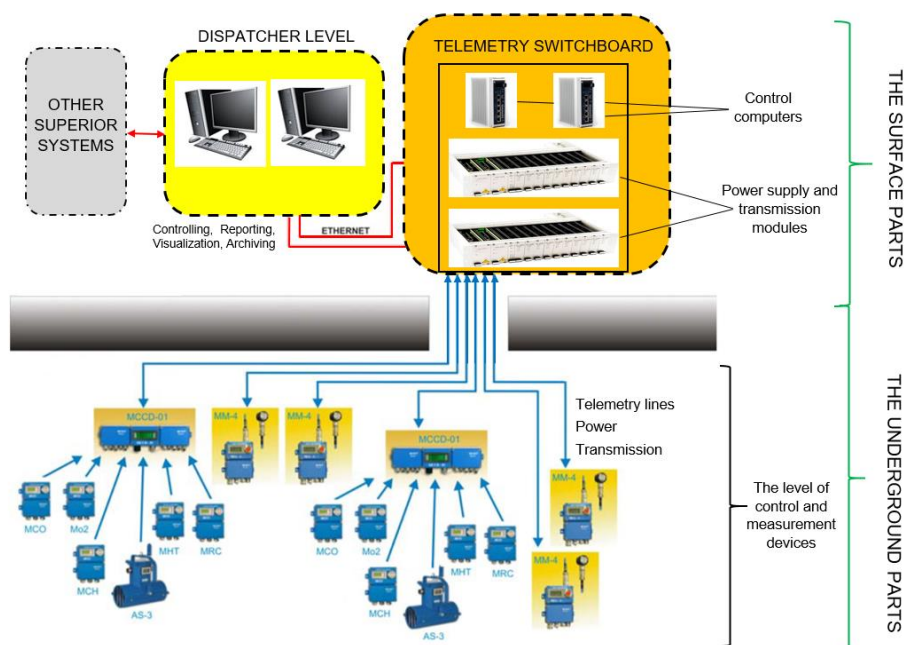 DISPATCHER LEVEL
TELEMETRY SWITCHBOARD
OTHER
SUPERIOR
SYSTEMS
Control
computers
Power supply and
transmission
modules
Controlling, Reporting,
Visualization, Archiving
ETHERNET
THE SURFACE PARTS
MCCD-01
MM-4
MM-4
MCCD-01
Telemetry lines
Power
Transmission
MM-4
MM-4
MCO
Mo2
MCH
AS-3
MHT
MRC
MCO
Mo2
MCH
AS-3
MHT
MRC
The level of
control and
measurement
devices
THE UNDERGROUND PARTS